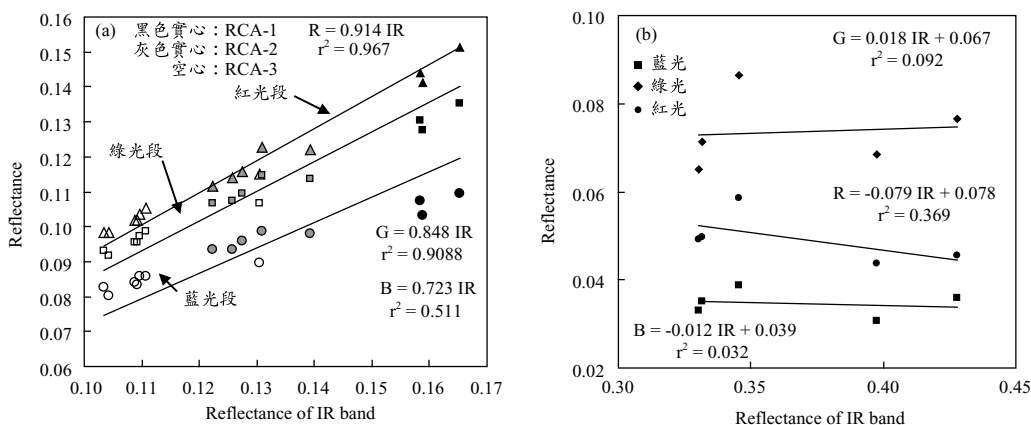 (a)
黑色實心：RCA-1
灰色實心：RCA-2
空心：RCA-3
R = 0.914 IR
r² = 0.967
紅光段
綠光段
藍光段
G = 0.848 IR
r² = 0.9088
B = 0.723 IR
r² = 0.511
0.16
0.15
0.14
0.13
0.12
0.11
0.10
0.09
0.08
0.07
0.06
Reflectance
0.10 0.11 0.12 0.13 0.14 0.15 0.16 0.17
Reflectance of IR band
(b)
藍光
綠光
紅光
G = 0.018 IR + 0.067
r² = 0.092
R = -0.079 IR + 0.078
r² = 0.369
B = -0.012 IR + 0.039
r² = 0.032
0.10
0.08
0.06
0.04
0.02
0.00
Reflectance
0.30 0.35 0.40 0.45
Reflectance of IR band